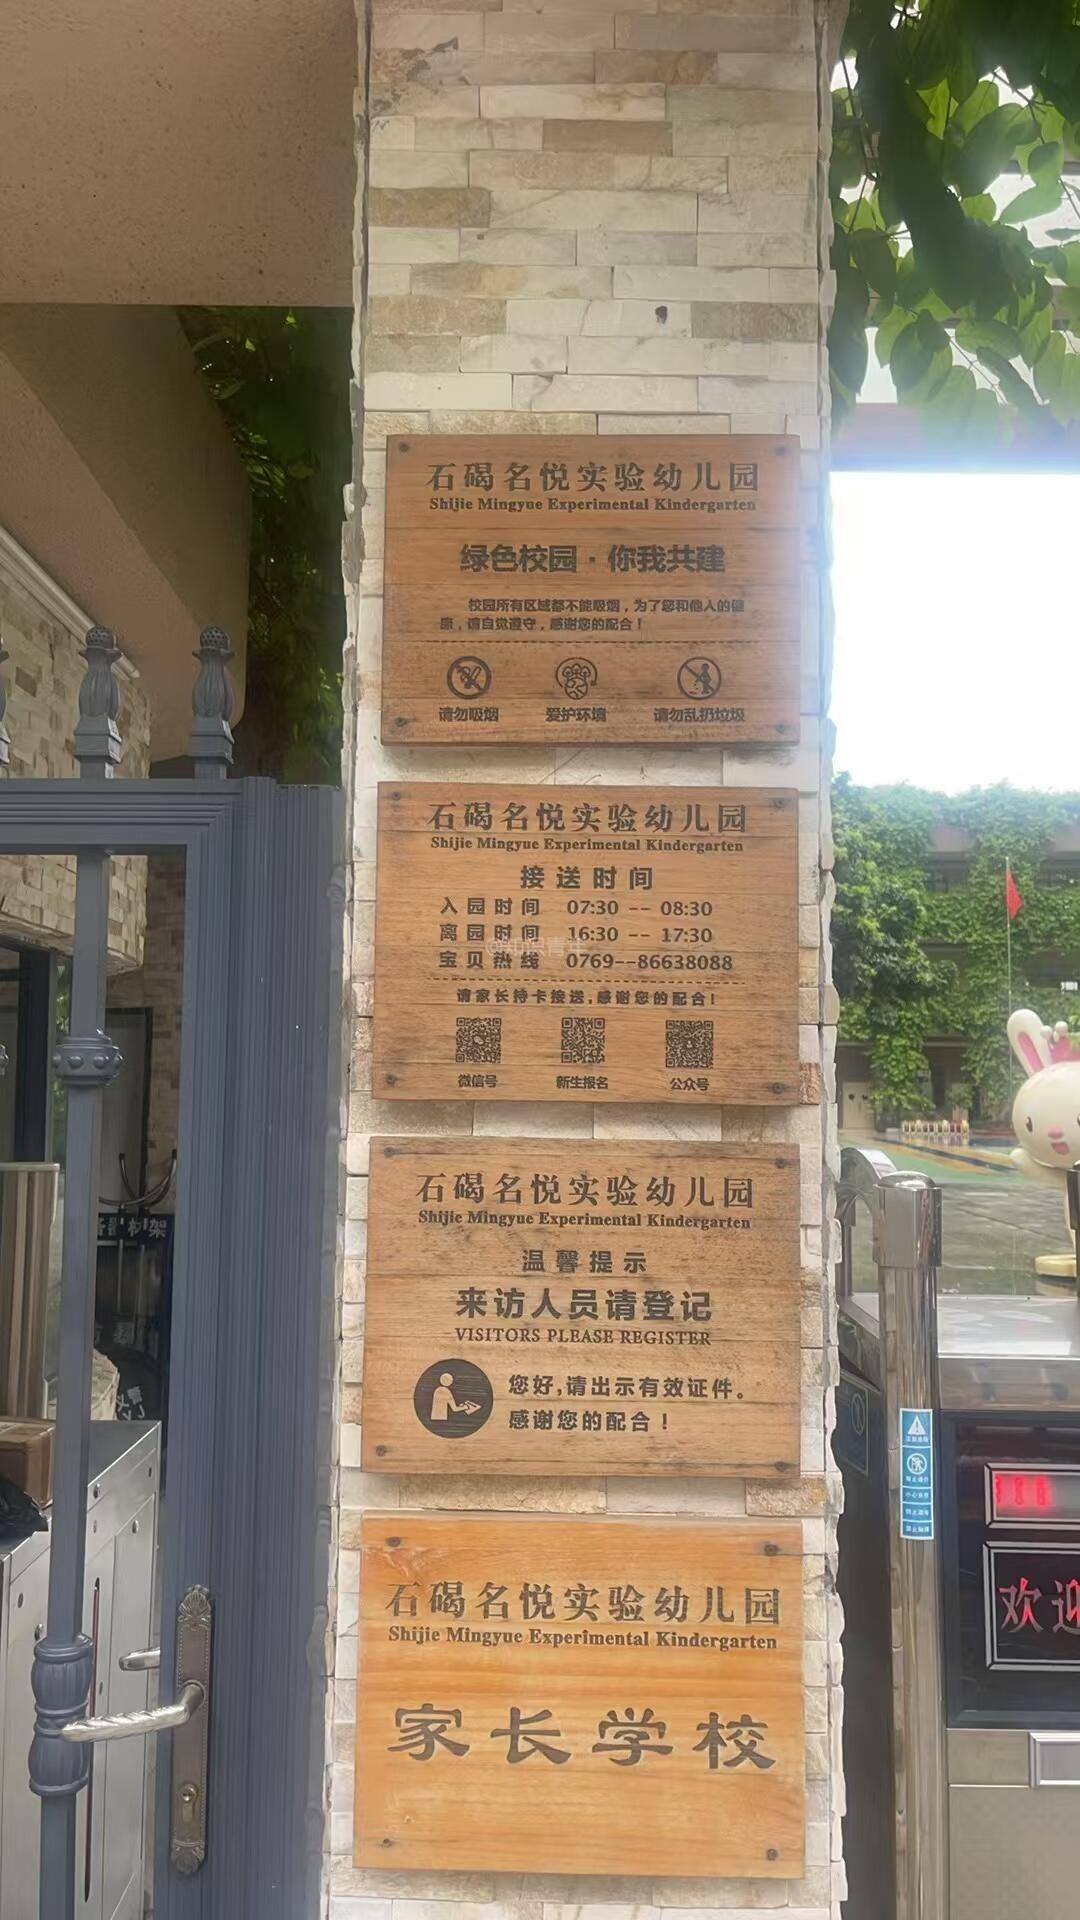 石碣名悦实验幼儿园
Shijie Mingyue Experimental Kindergarten
绿色校园·你我共建
校园所有区域都不能吸烟，为了您和他人的健
康，请自觉遵守，感谢您的配合！
请勿吸烟 爱护环境 请勿乱扔垃圾
石碣名悦实验幼儿园
Shijie Mingyue Experimental Kindergarten
接送时间
入园时间 07:30 -- 08:30
离园时间 16:30 -- 17:30
宝贝热线 0769--86638088
请家长持卡接送,感谢您的配合！
微信号 新生报名 公众号
石碣名悦实验幼儿园
Shijie Mingyue Experimental Kindergarten
温馨提示
来访人员请登记
VISITORS PLEASE REGISTER
您好,请出示有效证件。
感谢您的配合！
石碣名悦实验幼儿园
Shijie Mingyue Experimental Kindergarten
家长学校
欢迎